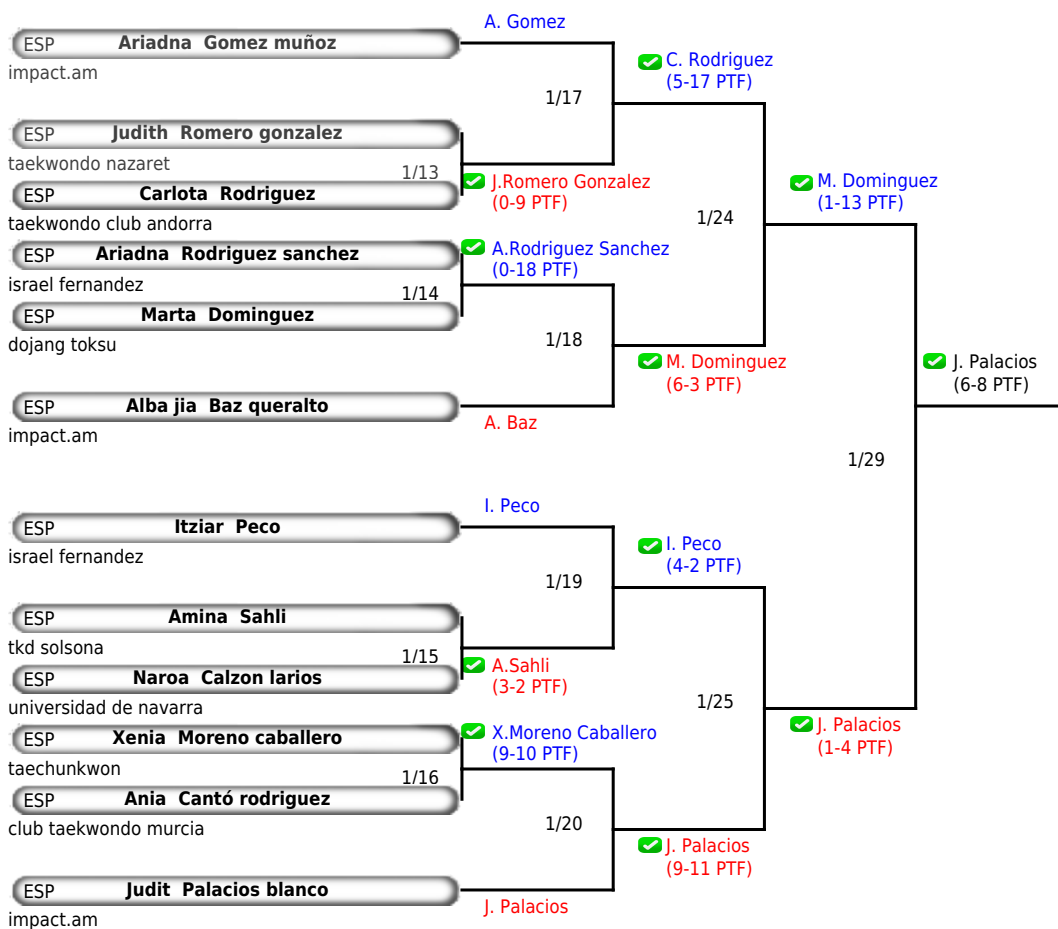 A. Gomez
ESP Ariadna Gomez muñoz
impact.am
C. Rodriguez
(5-17 PTF)
1/17
ESP Judith Romero gonzalez
taekwondo nazaret
1/13
J.Romero Gonzalez
(0-9 PTF)
ESP Carlota Rodriguez
taekwondo club andorra
M. Dominguez
(1-13 PTF)
1/24
ESP Ariadna Rodriguez sanchez
israel fernandez
A.Rodriguez Sanchez
(0-18 PTF)
1/14
ESP Marta Dominguez
dojang toksu
1/18
M. Dominguez
(6-3 PTF)
J. Palacios
(6-8 PTF)
ESP Alba jia Baz queralto
impact.am
A. Baz
1/29
I. Peco
ESP Itziar Peco
israel fernandez
I. Peco
(4-2 PTF)
1/19
ESP Amina Sahli
tkd solsona
1/15
A.Sahli
(3-2 PTF)
ESP Naroa Calzon larios
universidad de navarra
1/25
J. Palacios
(1-4 PTF)
ESP Xenia Moreno caballero
taechunkwon
X.Moreno Caballero
(9-10 PTF)
1/16
ESP Ania Cantó rodriguez
club taekwondo murcia
1/20
J. Palacios
(9-11 PTF)
ESP Judit Palacios blanco
impact.am
J. Palacios